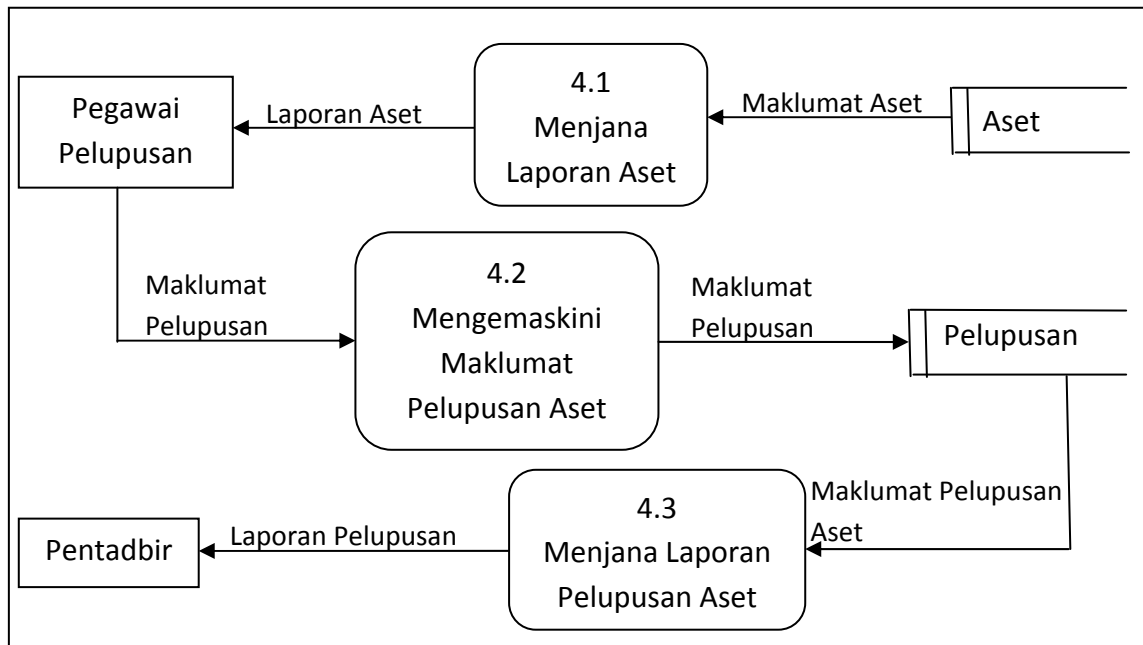 Pegawai
Pelupusan
Laporan Aset
4.1
Menjana
Laporan Aset
Maklumat Aset
Aset
Maklumat
Pelupusan
4.2
Mengemaskini
Maklumat
Pelupusan Aset
Maklumat
Pelupusan
Pelupusan
Pentadbir
Laporan Pelupusan
4.3
Menjana Laporan
Pelupusan Aset
Maklumat Pelupusan
Aset